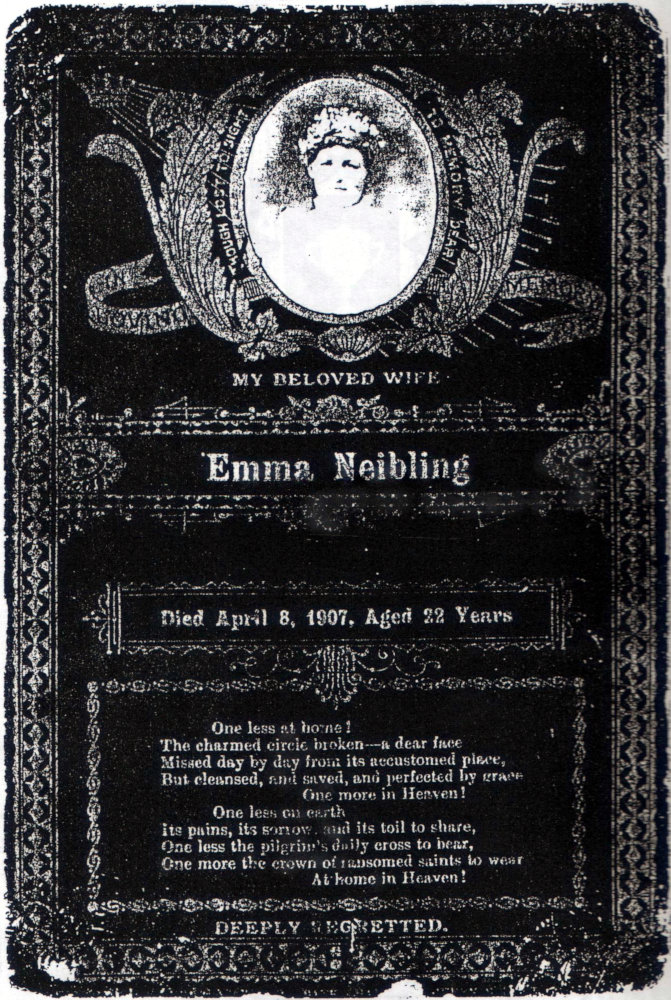 THOUGH LOST TO SIGHT
TO MEMORY DEAR
IN
LOVING
MEMORY
OF
MY BELOVED WIFE
Emma Neibling
Died April 8, 1907, Aged 22 Years
One less at home!
The charmed circle broken—a dear face
Missed day by day from its accustomed place,
But cleansed, and saved, and perfected by grace
One more in Heaven!
One less on earth
Its pains, its sorrow, and its toil to share,
One less the pilgrim's daily cross to bear,
One more the crown of ransomed saints to wear
At home in Heaven!
DEEPLY REGRETTED.